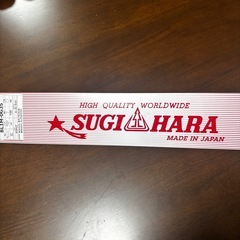 HIGH QUALITY WORLDWIDE
SUGI HARA
MADE IN JAPAN